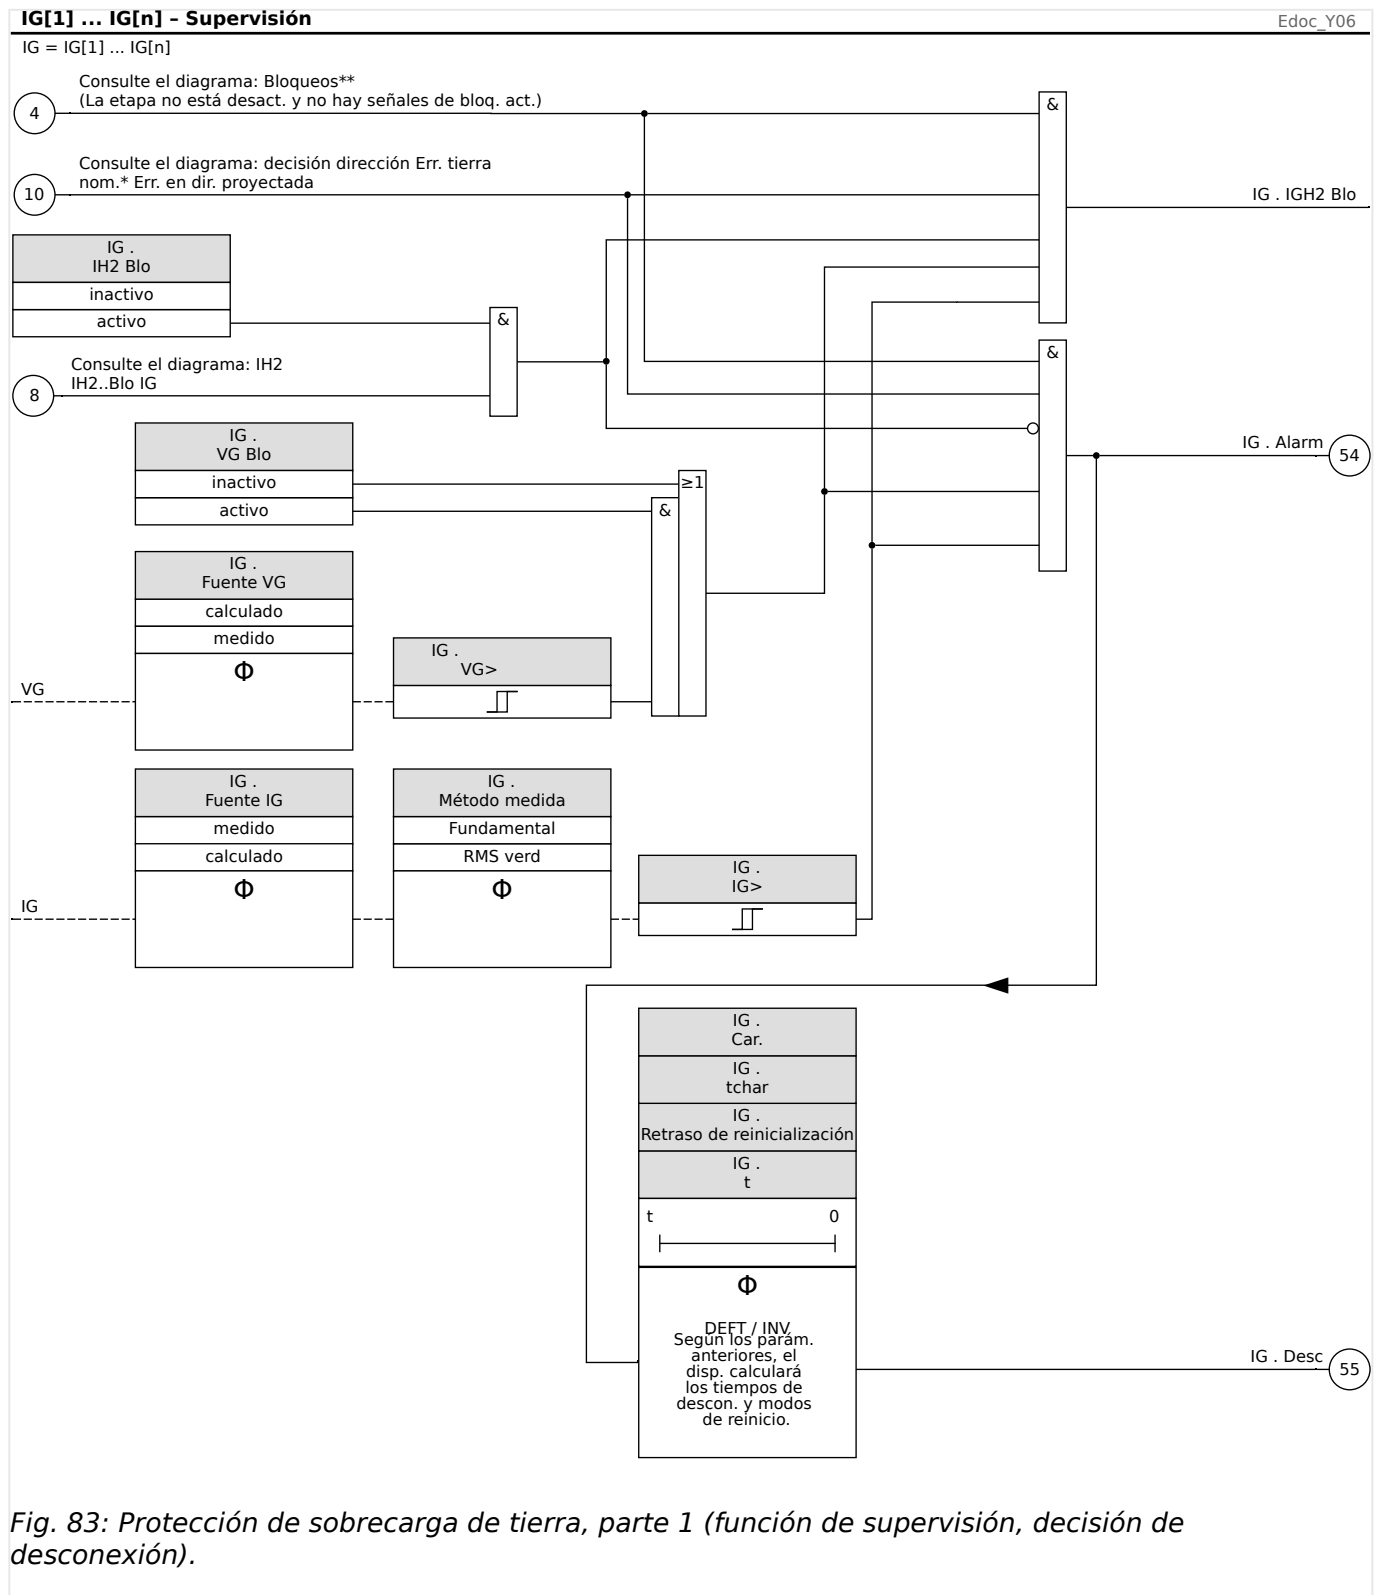 IG[1] ... IG[n] – Supervisión
Edoc_Y06
IG = IG[1] ... IG[n]
Consulte el diagrama: Bloqueos**
(La etapa no está desact. y no hay señales de bloq. act.)
4
&
Consulte el diagrama: decisión dirección Err. tierra
nom.* Err. en dir. proyectada
10
IG . IGH2 Blo
IG .
IH2 Blo
inactivo
activo
&
&
Consulte el diagrama: IH2
IH2..Blo IG
8
IG .
VG Blo
inactivo
activo
≥1
&
IG . Alarm
54
IG .
Fuente VG
calculado
medido
Φ
VG
IG .
VG>
IG .
Fuente IG
medido
calculado
Φ
IG
IG .
Método medida
Fundamental
RMS verd
Φ
IG .
IG>
IG .
Car.
IG .
tchar
IG .
Retraso de reinicialización
IG .
t
t 0
Φ
DEFT / INV
Según los parám.
anteriores, el
disp. calculará
los tiempos de
descon. y modos
de reinicio.
IG . Desc
55
Fig. 83: Protección de sobrecarga de tierra, parte 1 (función de supervisión, decisión de
desconexión).